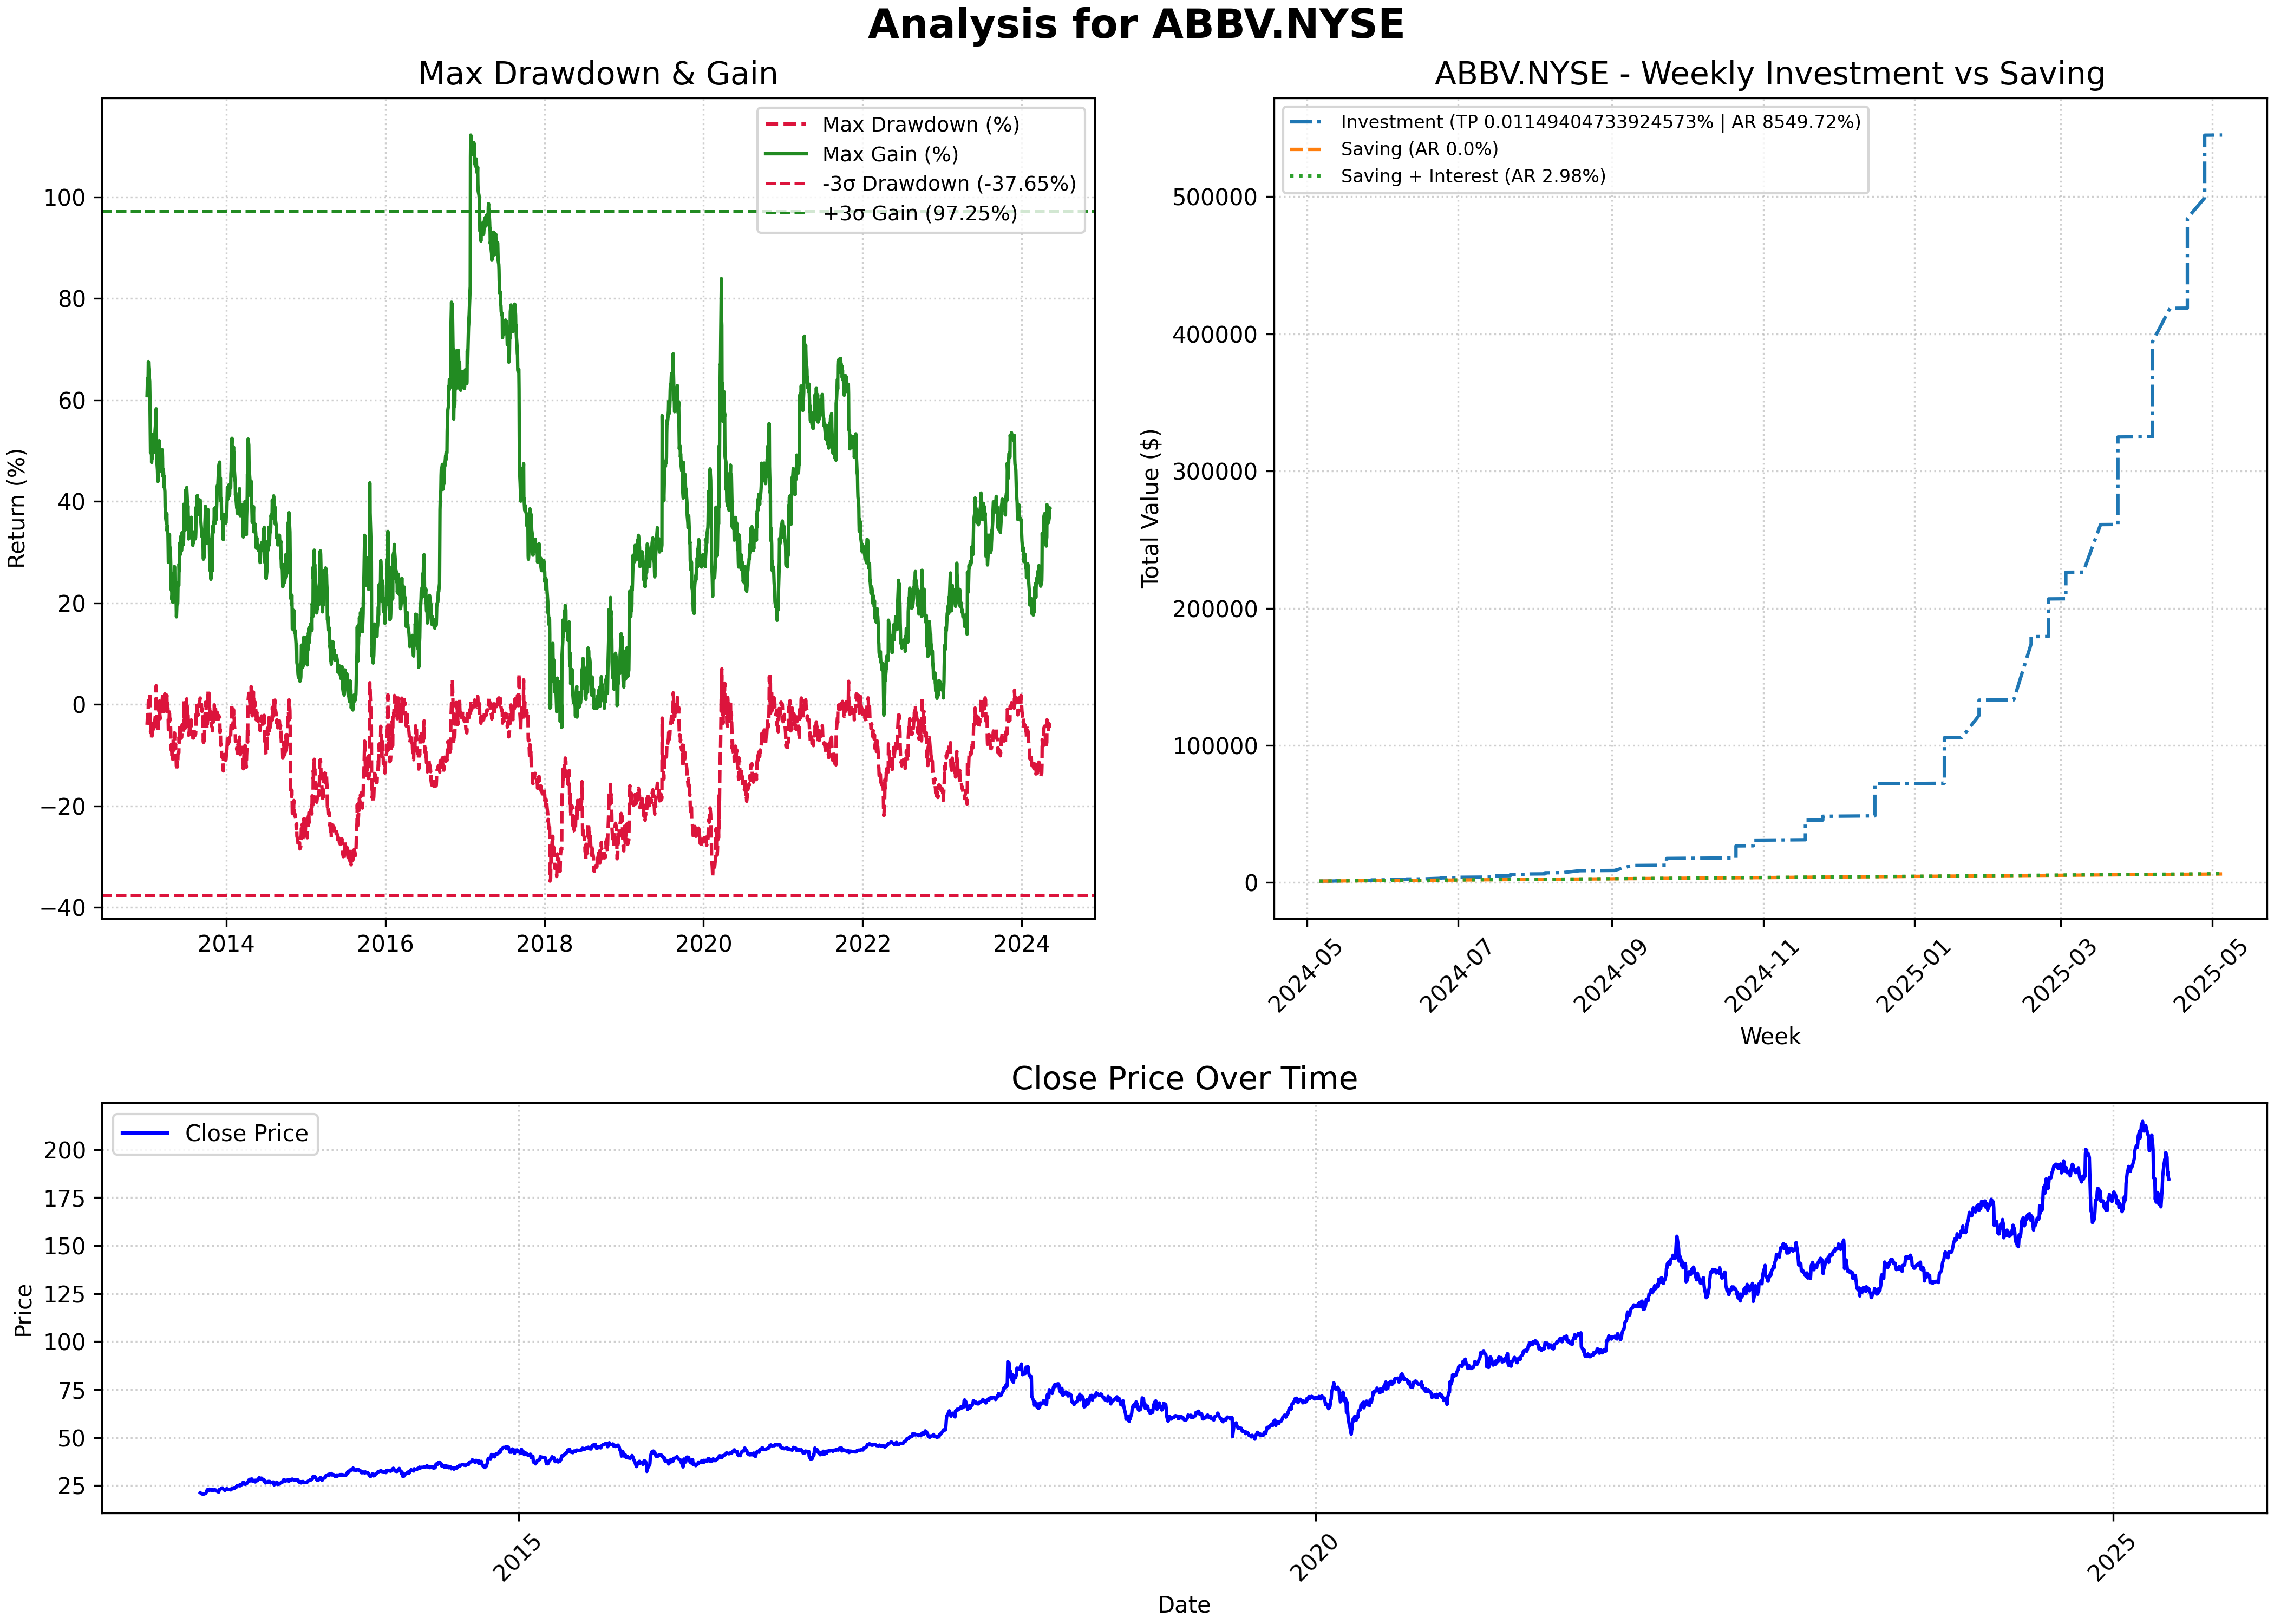 Analysis for ABBV.NYSE
Max Drawdown & Gain
Max Drawdown (%)
Max Gain (%)
-3σ Drawdown (-37.65%)
+3σ Gain (97.25%)
Return (%)
100
80
60
40
20
0
−20
−40
2014
2016
2018
2020
2022
2024
ABBV.NYSE - Weekly Investment vs Saving
Investment (TP 0.01149404733924573% | AR 8549.72%)
Saving (AR 0.0%)
Saving + Interest (AR 2.98%)
Total Value ($)
500000
400000
300000
200000
100000
0
2024-05
2024-07
2024-09
2024-11
2025-01
2025-03
2025-05
Week
Close Price Over Time
Close Price
Price
200
175
150
125
100
75
50
25
2015
2020
2025
Date